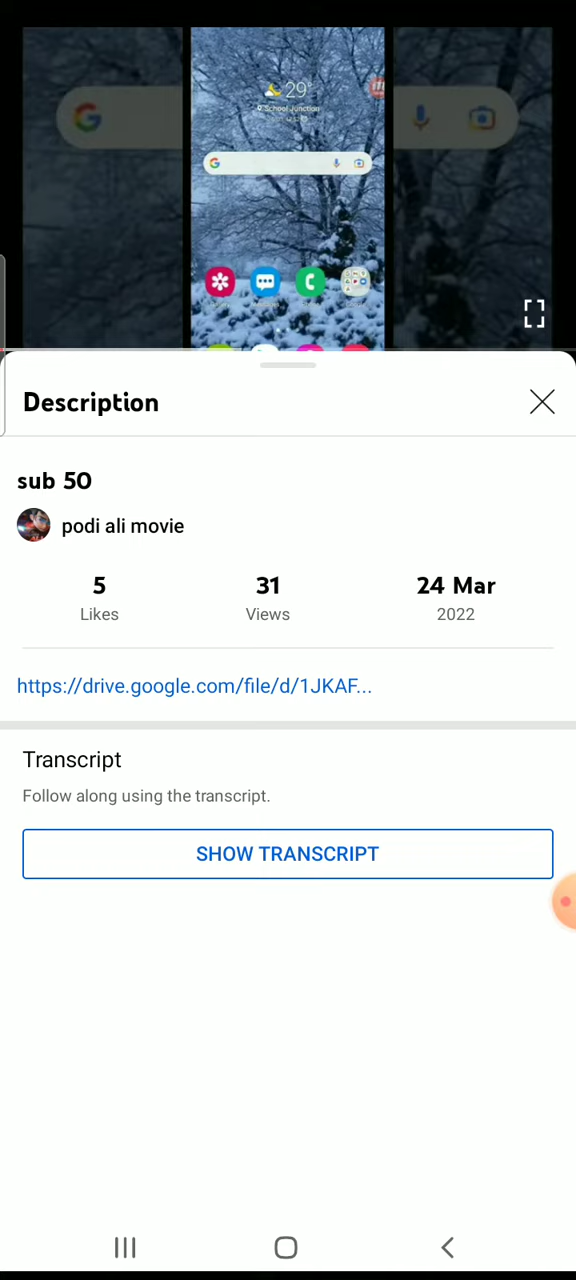 29°
School Junction
Description
sub 50
podi ali movie
5
31
24 Mar
Likes
Views
2022
https://drive.google.com/file/d/1JKAF...
Transcript
Follow along using the transcript.
SHOW TRANSCRIPT